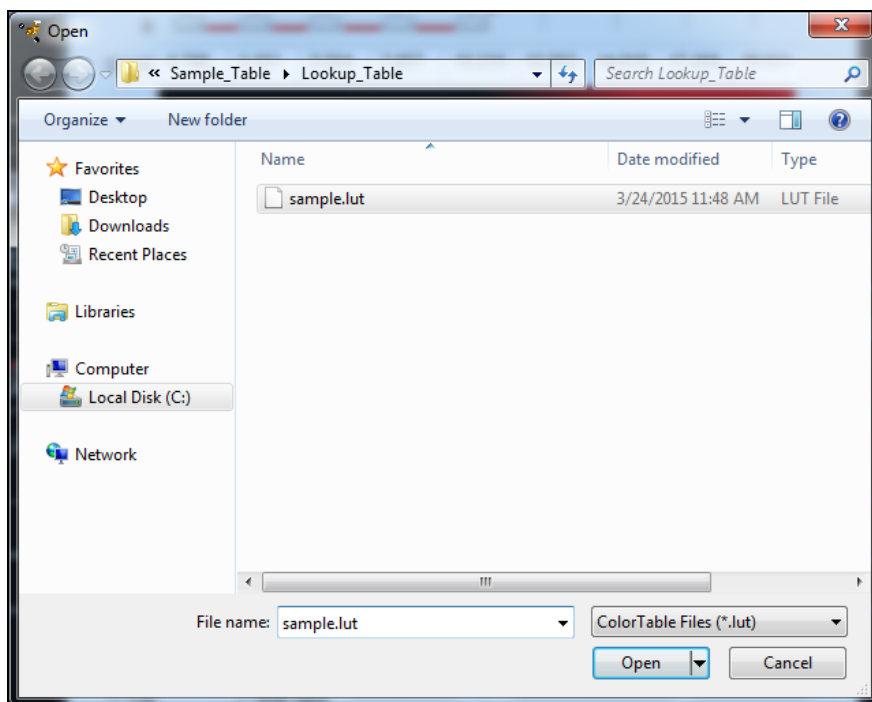 Open
« Sample_Table ▸ Lookup_Table
Search Lookup_Table
Organize
New folder
Favorites
Desktop
Downloads
Recent Places
Libraries
Computer
Local Disk (C:)
Network
Name
Date modified
Type
sample.lut
3/24/2015 11:48 AM
LUT File
File name:
sample.lut
ColorTable Files (*.lut)
Open
Cancel